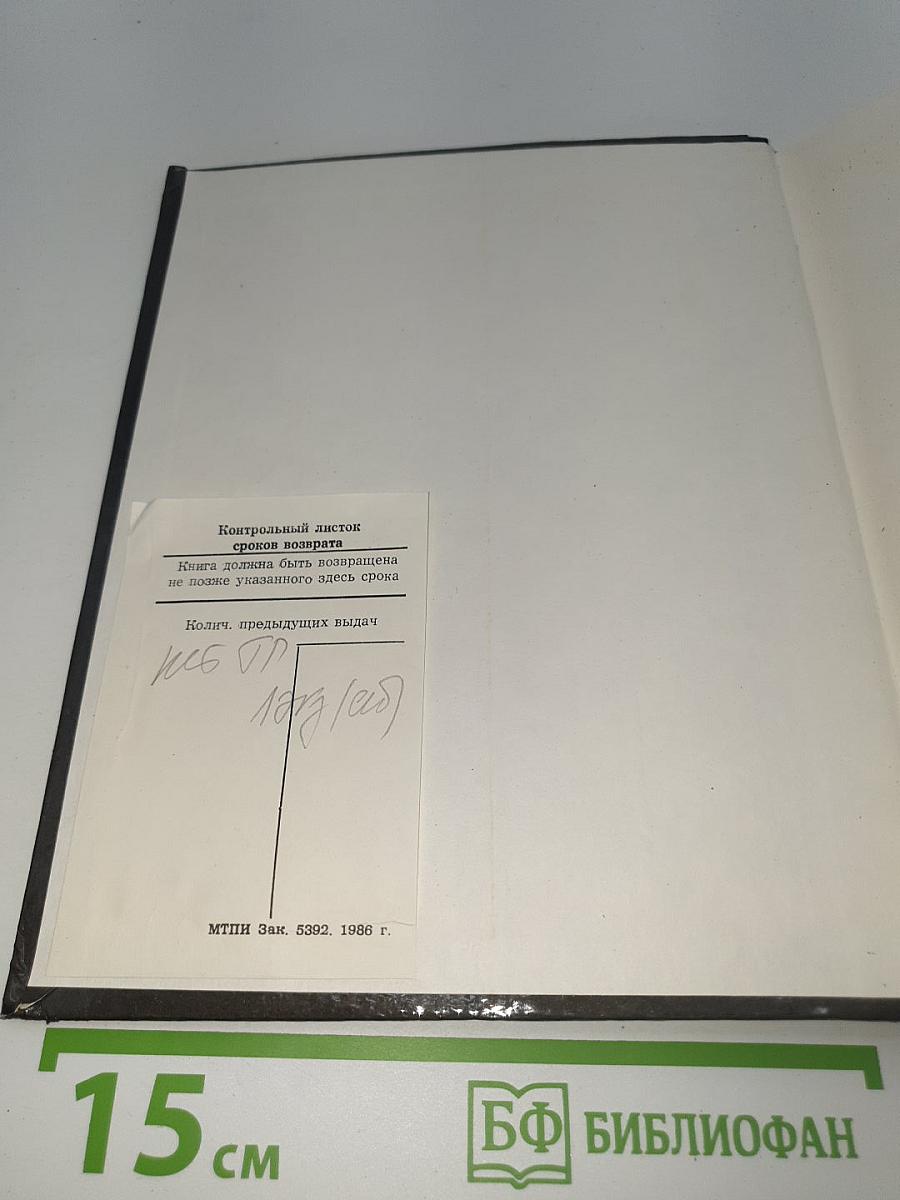 Контрольный листок
сроков возврата
Книга должна быть возвращена
не позже указанного здесь срока
Колич. предыдущих выдач
МТПИ Зак. 5392. 1986 г.
15 см
БФ БИБЛИОФАН